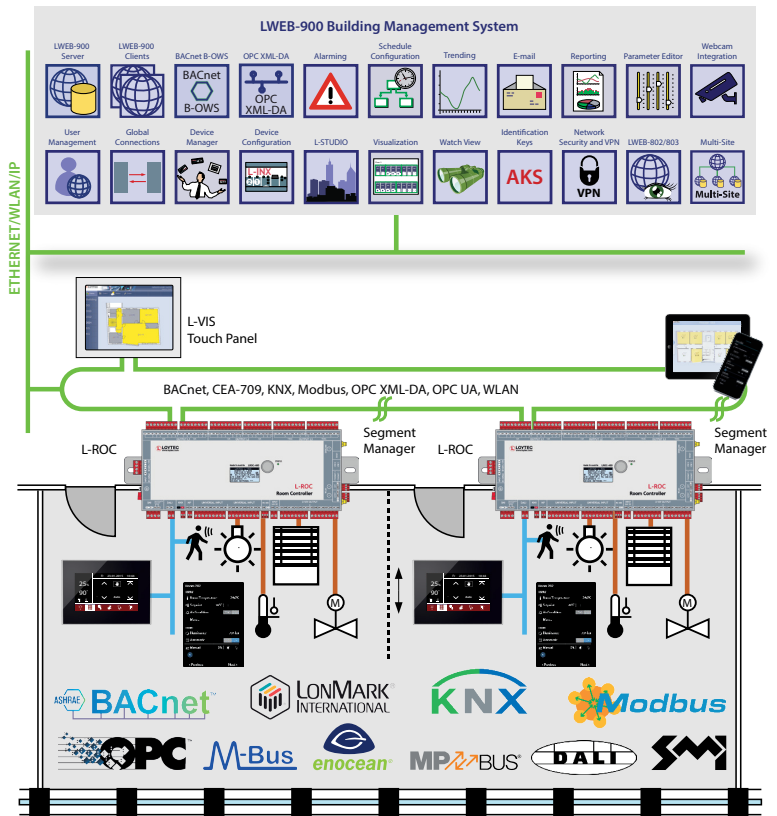 LWEB-900 Building Management System
LWEB-900
Server
LWEB-900
Clients
BACnet B-OWS
OPC XML-DA
Alarming
Schedule
Configuration
Trending
E-mail
Reporting
Parameter Editor
Webcam
Integration
BACnet
B-OWS
OPC
XML-DA
User
Management
Global
Connections
Device
Manager
Device
Configuration
L-STUDIO
Visualization
Watch View
Identification
Keys
Network
Security and VPN
LWEB-802/803
Multi-Site
L-INX
AKS
VPN
Multi-Site
ETHERNET/WLAN/IP
L-VIS
Touch Panel
BACnet, CEA-709, KNX, Modbus, OPC XML-DA, OPC UA, WLAN
L-ROC
Segment
Manager
L-ROC
Segment
Manager
LOYTEC
L-ROC
Room Controller
LOYTEC
L-ROC
Room Controller
M
M
ASHRAE BACnet™
LONMARK®
INTERNATIONAL
KNX
Modbus
OPC™
M-Bus
enocean®
MP BUS®
DALI
SMI